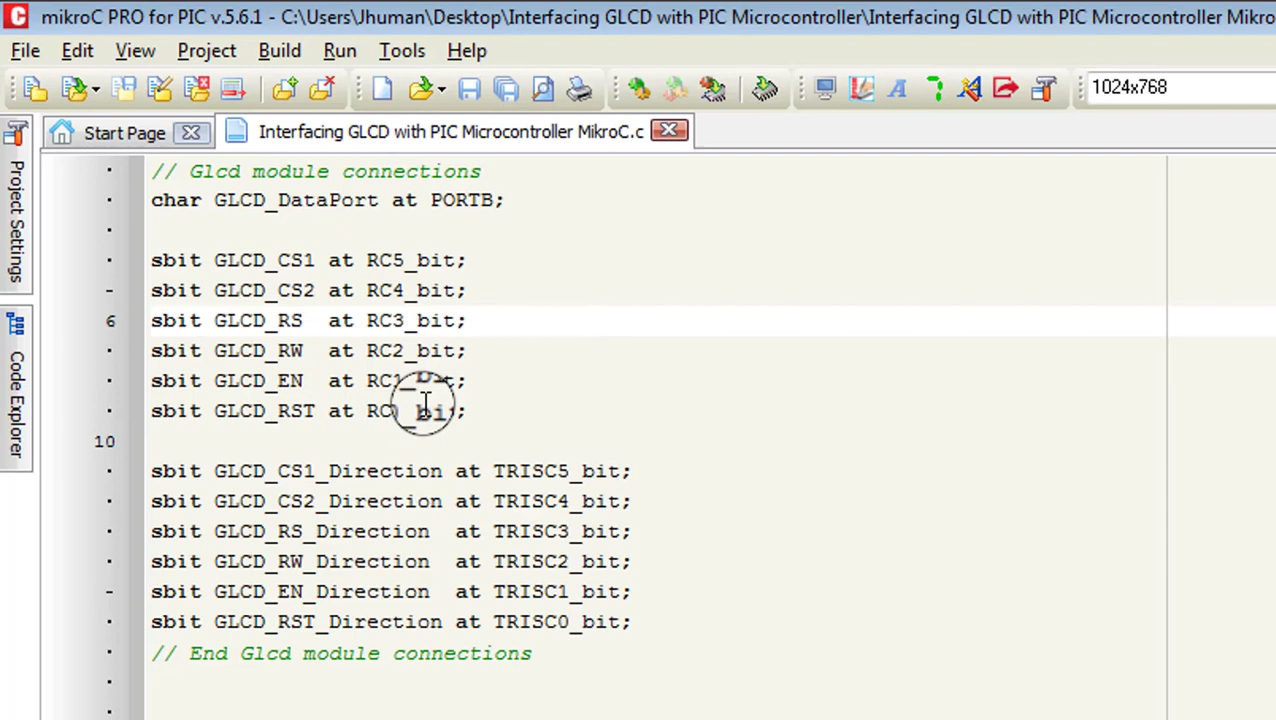 mikroC PRO for PIC v.5.6.1 - C:\Users\Jhuman\Desktop\Interfacing GLCD with PIC Microcontroller\Interfacing GLCD with PIC Microcontroller Mikro
File Edit View Project Build Run Tools Help
1024x768
Start Page Interfacing GLCD with PIC Microcontroller MikroC.c
Project Settings
Code Explorer
// Glcd module connections
char GLCD_DataPort at PORTB;
sbit GLCD_CS1 at RC5_bit;
sbit GLCD_CS2 at RC4_bit;
6 sbit GLCD_RS  at RC3_bit;
sbit GLCD_RW  at RC2_bit;
sbit GLCD_EN  at RC1_bit;
sbit GLCD_RST at
10
sbit GLCD_CS1_Direction at TRISC5_bit;
sbit GLCD_CS2_Direction at TRISC4_bit;
sbit GLCD_RS_Direction  at TRISC3_bit;
sbit GLCD_RW_Direction  at TRISC2_bit;
sbit GLCD_EN_Direction  at TRISC1_bit;
sbit GLCD_RST_Direction at TRISC0_bit;
// End Glcd module connections